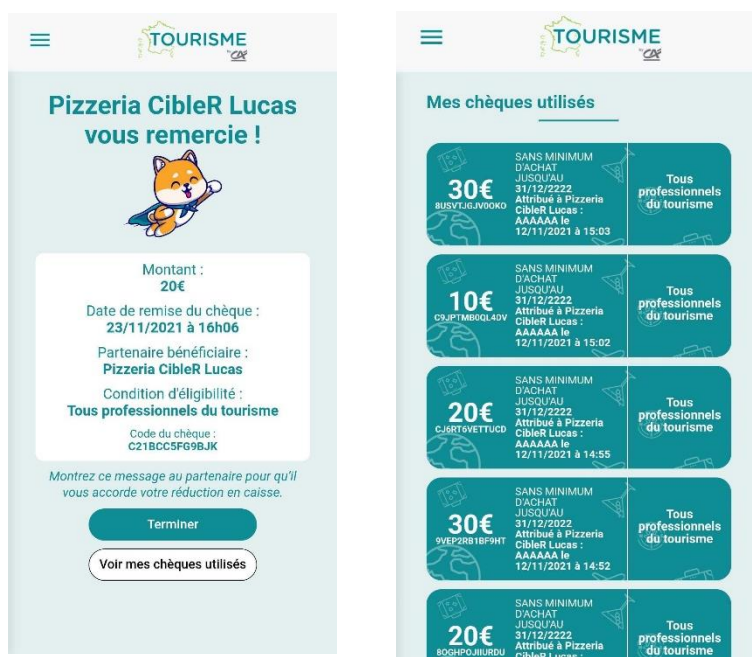 TOURISME
by CA
Pizzeria CibleR Lucas
vous remercie !
Montant :
20€
Date de remise du chèque :
23/11/2021 à 16h06
Partenaire bénéficiaire :
Pizzeria CibleR Lucas
Condition d'éligibilité :
Tous professionnels du tourisme
Code du chèque :
C21BCC5FG9BJK
Montrez ce message au partenaire pour qu'il
vous accorde votre réduction en caisse.
Terminer
Voir mes chèques utilisés
TOURISME
by CA
Mes chèques utilisés
30€
8USVTJGJVOOKO
SANS MINIMUM
D'ACHAT
JUSQU'AU
31/12/2222
Attribué à Pizzeria
CibleR Lucas :
AAAAAA le
12/11/2021 à 15:03
Tous
professionnels
du tourisme
10€
C9JPTMB0QL4DV
SANS MINIMUM
D'ACHAT
JUSQU'AU
31/12/2222
Attribué à Pizzeria
CibleR Lucas :
AAAAAA le
12/11/2021 à 15:02
Tous
professionnels
du tourisme
20€
CJ6RT6VETTUCD
SANS MINIMUM
D'ACHAT
JUSQU'AU
31/12/2222
Attribué à Pizzeria
CibleR Lucas :
AAAAAA le
12/11/2021 à 14:55
Tous
professionnels
du tourisme
30€
9VEP2RB1BF9HT
SANS MINIMUM
D'ACHAT
JUSQU'AU
31/12/2022
Attribué à Pizzeria
CibleR Lucas :
AAAAAA le
12/11/2021 à 14:52
Tous
professionnels
du tourisme
20€
8OGHPOJIIURDU
SANS MINIMUM
D'ACHAT
JUSQU'AU
31/12/2222
Attribué à Pizzeria
CibleR Lucas :
Tous
professionnels
du tourisme